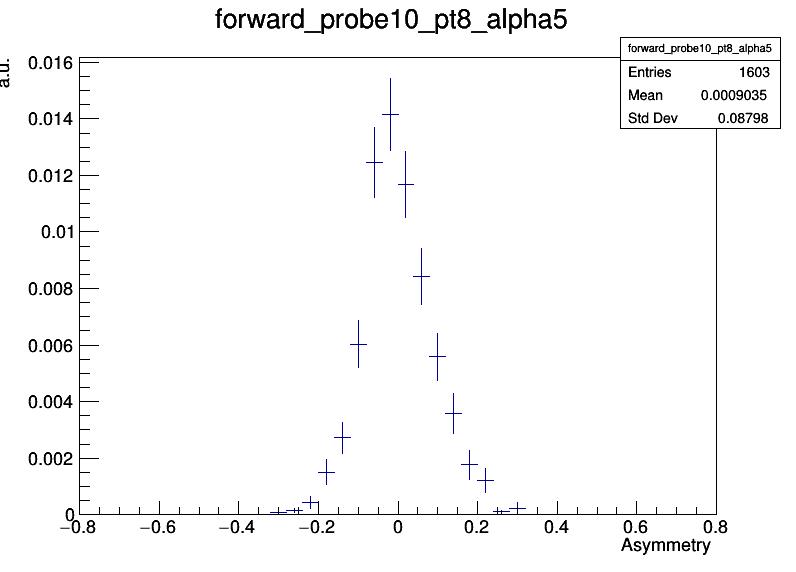 forward_probe10_pt8_alpha5
a.u.
forward_probe10_pt8_alpha5
Entries 1603
Mean 0.0009035
Std Dev 0.08798
0.016
0.014
0.012
0.01
0.008
0.006
0.004
0.002
0
−0.8 −0.6 −0.4 −0.2 0 0.2 0.4 0.6 0.8
Asymmetry